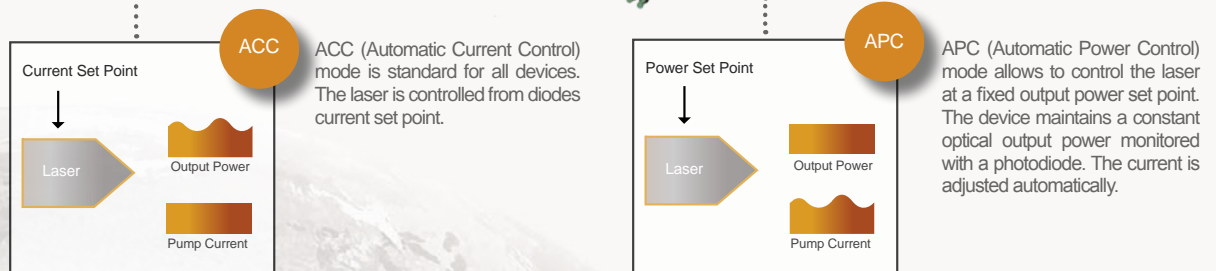 ACC
Current Set Point
Laser
Output Power
Pump Current
ACC (Automatic Current Control)
mode is standard for all devices.
The laser is controlled from diodes
current set point.
APC
Power Set Point
Laser
Output Power
Pump Current
APC (Automatic Power Control)
mode allows to control the laser
at a fixed output power set point.
The device maintains a constant
optical output power monitored
with a photodiode. The current is
adjusted automatically.